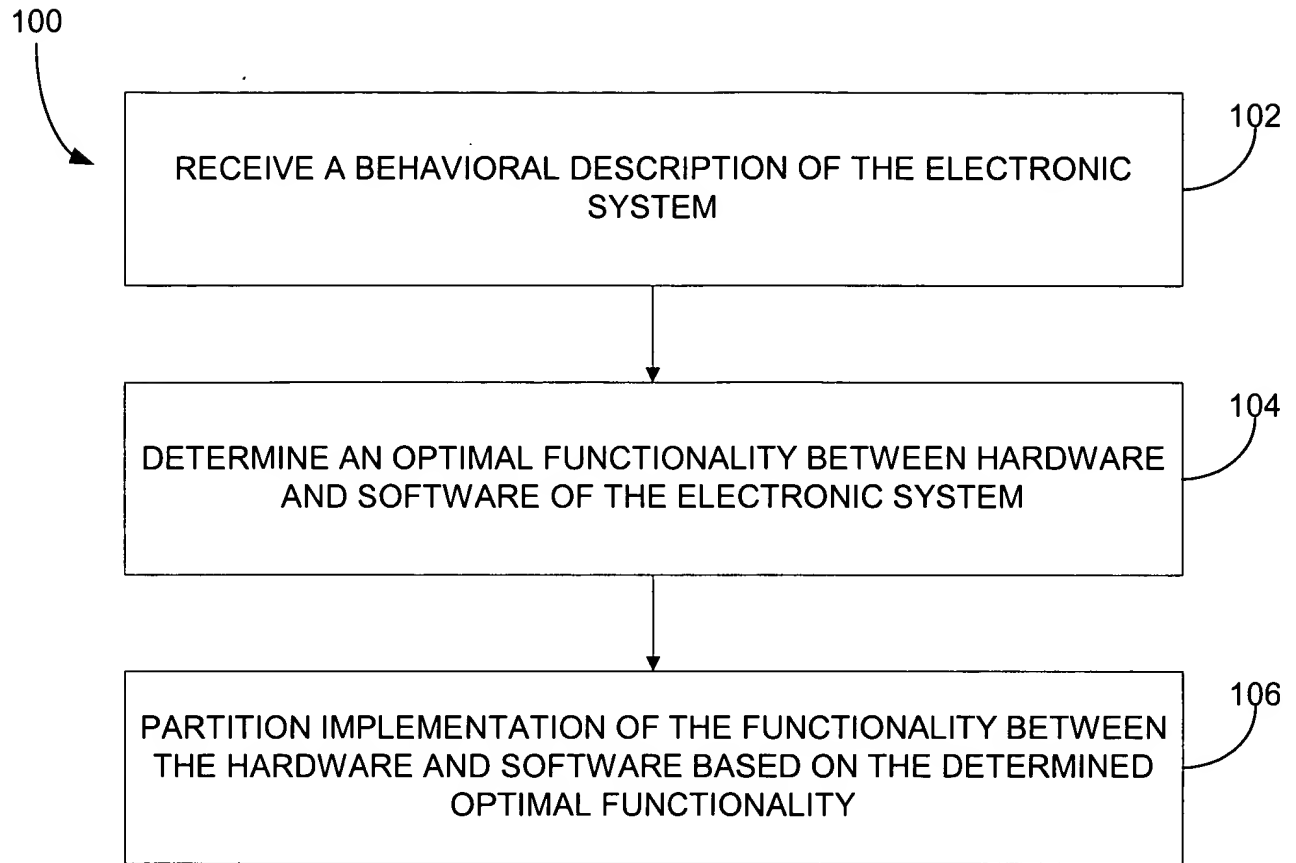 100
102
RECEIVE A BEHAVIORAL DESCRIPTION OF THE ELECTRONIC
SYSTEM
104
DETERMINE AN OPTIMAL FUNCTIONALITY BETWEEN HARDWARE
AND SOFTWARE OF THE ELECTRONIC SYSTEM
106
PARTITION IMPLEMENTATION OF THE FUNCTIONALITY BETWEEN
THE HARDWARE AND SOFTWARE BASED ON THE DETERMINED
OPTIMAL FUNCTIONALITY